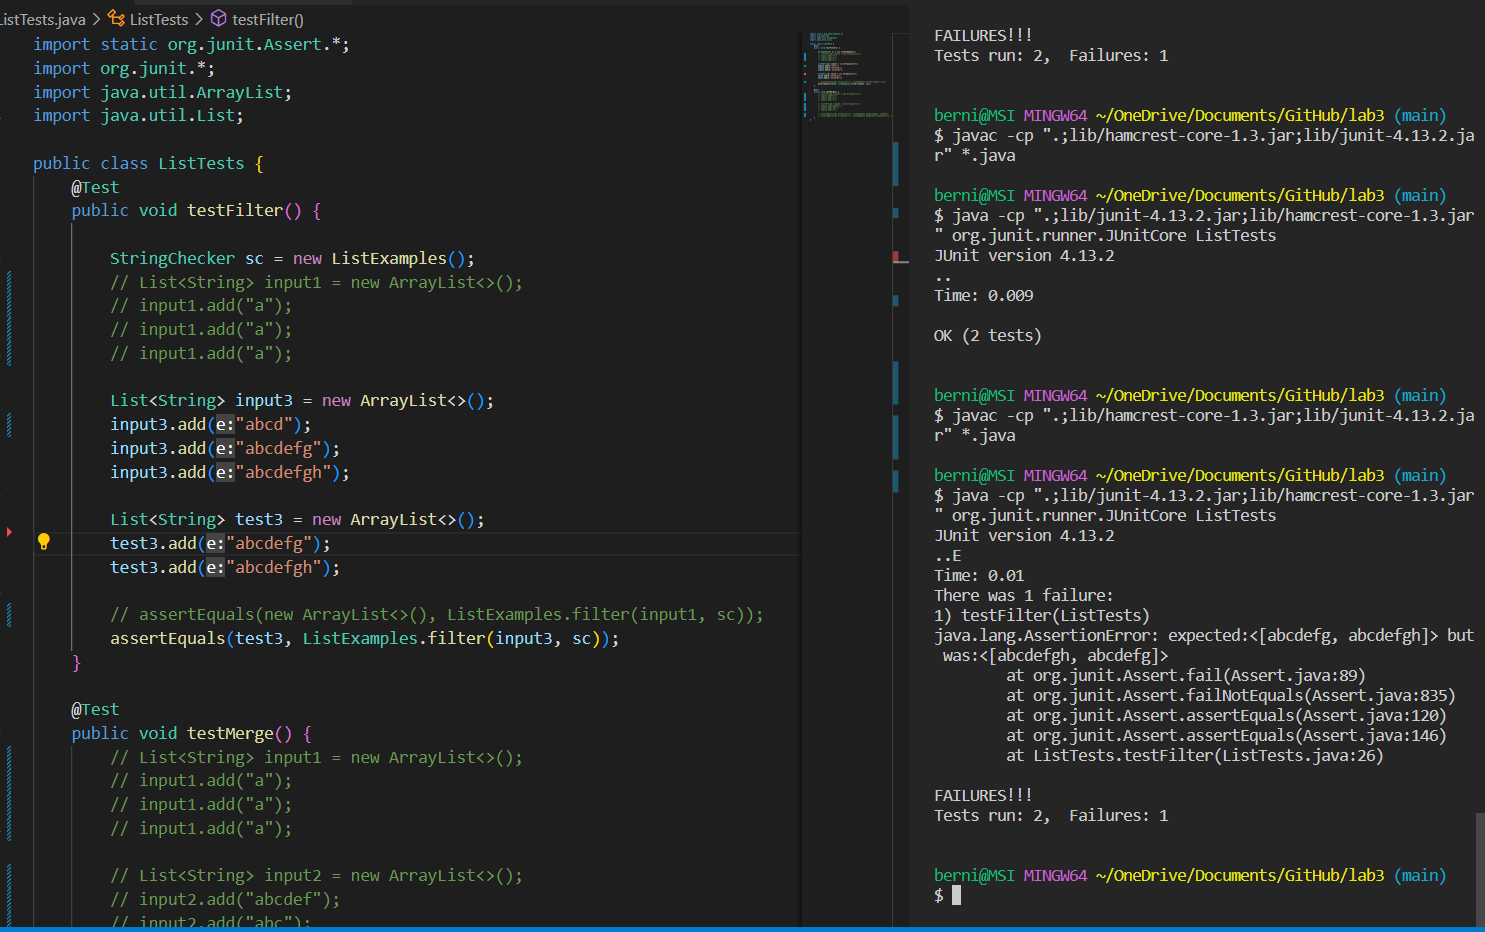 ListTests.java > ListTests > testFilter()
import static org.junit.Assert.*;
import org.junit.*;
import java.util.ArrayList;
import java.util.List;
public class ListTests {
@Test
public void testFilter() {
StringChecker sc = new ListExamples();
// List<String> input1 = new ArrayList<>();
// input1.add("a");
// input1.add("a");
// input1.add("a");
List<String> input3 = new ArrayList<>();
input3.add(e:"abcd");
input3.add(e:"abcdefg");
input3.add(e:"abcdefgh");
List<String> test3 = new ArrayList<>();
test3.add(e:"abcdefg");
test3.add(e:"abcdefgh");
// assertEquals(new ArrayList<>(), ListExamples.filter(input1, sc));
assertEquals(test3, ListExamples.filter(input3, sc));
}
@Test
public void testMerge() {
// List<String> input1 = new ArrayList<>();
// input1.add("a");
// input1.add("a");
// input1.add("a");
// List<String> input2 = new ArrayList<>();
// input2.add("abcdef");
// input2.add("abc");
FAILURES!!!
Tests run: 2,  Failures: 1
berni@MSI MINGW64 ~/OneDrive/Documents/GitHub/lab3 (main)
$ javac -cp ".;lib/hamcrest-core-1.3.jar;lib/junit-4.13.2.ja
r" *.java
berni@MSI MINGW64 ~/OneDrive/Documents/GitHub/lab3 (main)
$ java -cp ".;lib/junit-4.13.2.jar;lib/hamcrest-core-1.3.jar
" org.junit.runner.JUnitCore ListTests
JUnit version 4.13.2
..
Time: 0.009
OK (2 tests)
berni@MSI MINGW64 ~/OneDrive/Documents/GitHub/lab3 (main)
$ javac -cp ".;lib/hamcrest-core-1.3.jar;lib/junit-4.13.2.ja
r" *.java
berni@MSI MINGW64 ~/OneDrive/Documents/GitHub/lab3 (main)
$ java -cp ".;lib/junit-4.13.2.jar;lib/hamcrest-core-1.3.jar
" org.junit.runner.JUnitCore ListTests
JUnit version 4.13.2
..E
Time: 0.01
There was 1 failure:
1) testFilter(ListTests)
java.lang.AssertionError: expected:<[abcdefg, abcdefgh]> but
was:<[abcdefgh, abcdefg]>
at org.junit.Assert.fail(Assert.java:89)
at org.junit.Assert.failNotEquals(Assert.java:835)
at org.junit.Assert.assertEquals(Assert.java:120)
at org.junit.Assert.assertEquals(Assert.java:146)
at ListTests.testFilter(ListTests.java:26)
FAILURES!!!
Tests run: 2,  Failures: 1
berni@MSI MINGW64 ~/OneDrive/Documents/GitHub/lab3 (main)
$